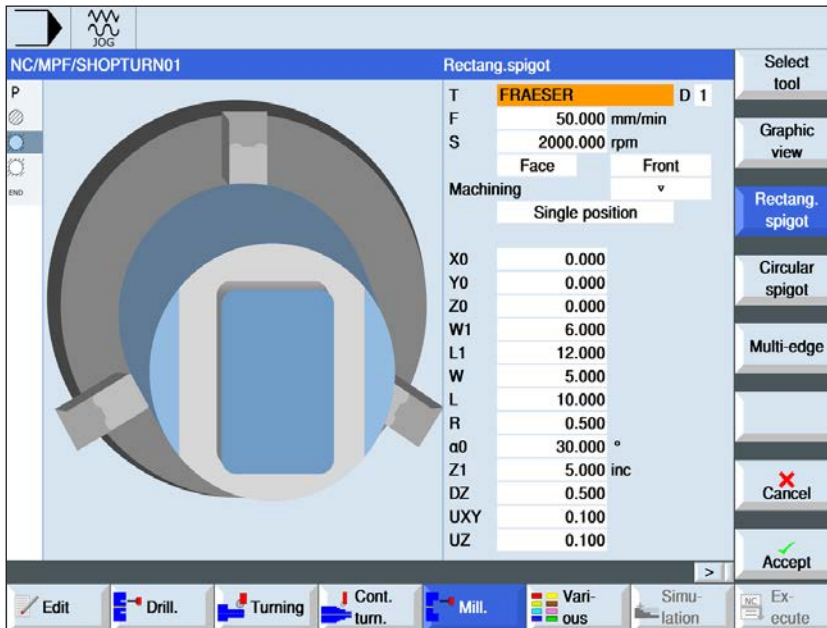 JOG
NC/MPF/SHOPTURN01
Rectang.spigot
P
END
T FRAESER D 1
F 50.000 mm/min
S 2000.000 rpm
Face Front
Machining ▿
Single position
X0 0.000
Y0 0.000
Z0 0.000
W1 6.000
L1 12.000
W 5.000
L 10.000
R 0.500
α0 30.000 °
Z1 5.000 inc
DZ 0.500
UXY 0.100
UZ 0.100
>
Select
tool
Graphic
view
Rectang.
spigot
Circular
spigot
Multi-edge
Cancel
Accept
Edit
Drill.
Turning
Cont.
turn.
Mill.
Vari-
ous
Simu-
lation
NC
Ex-
ecute